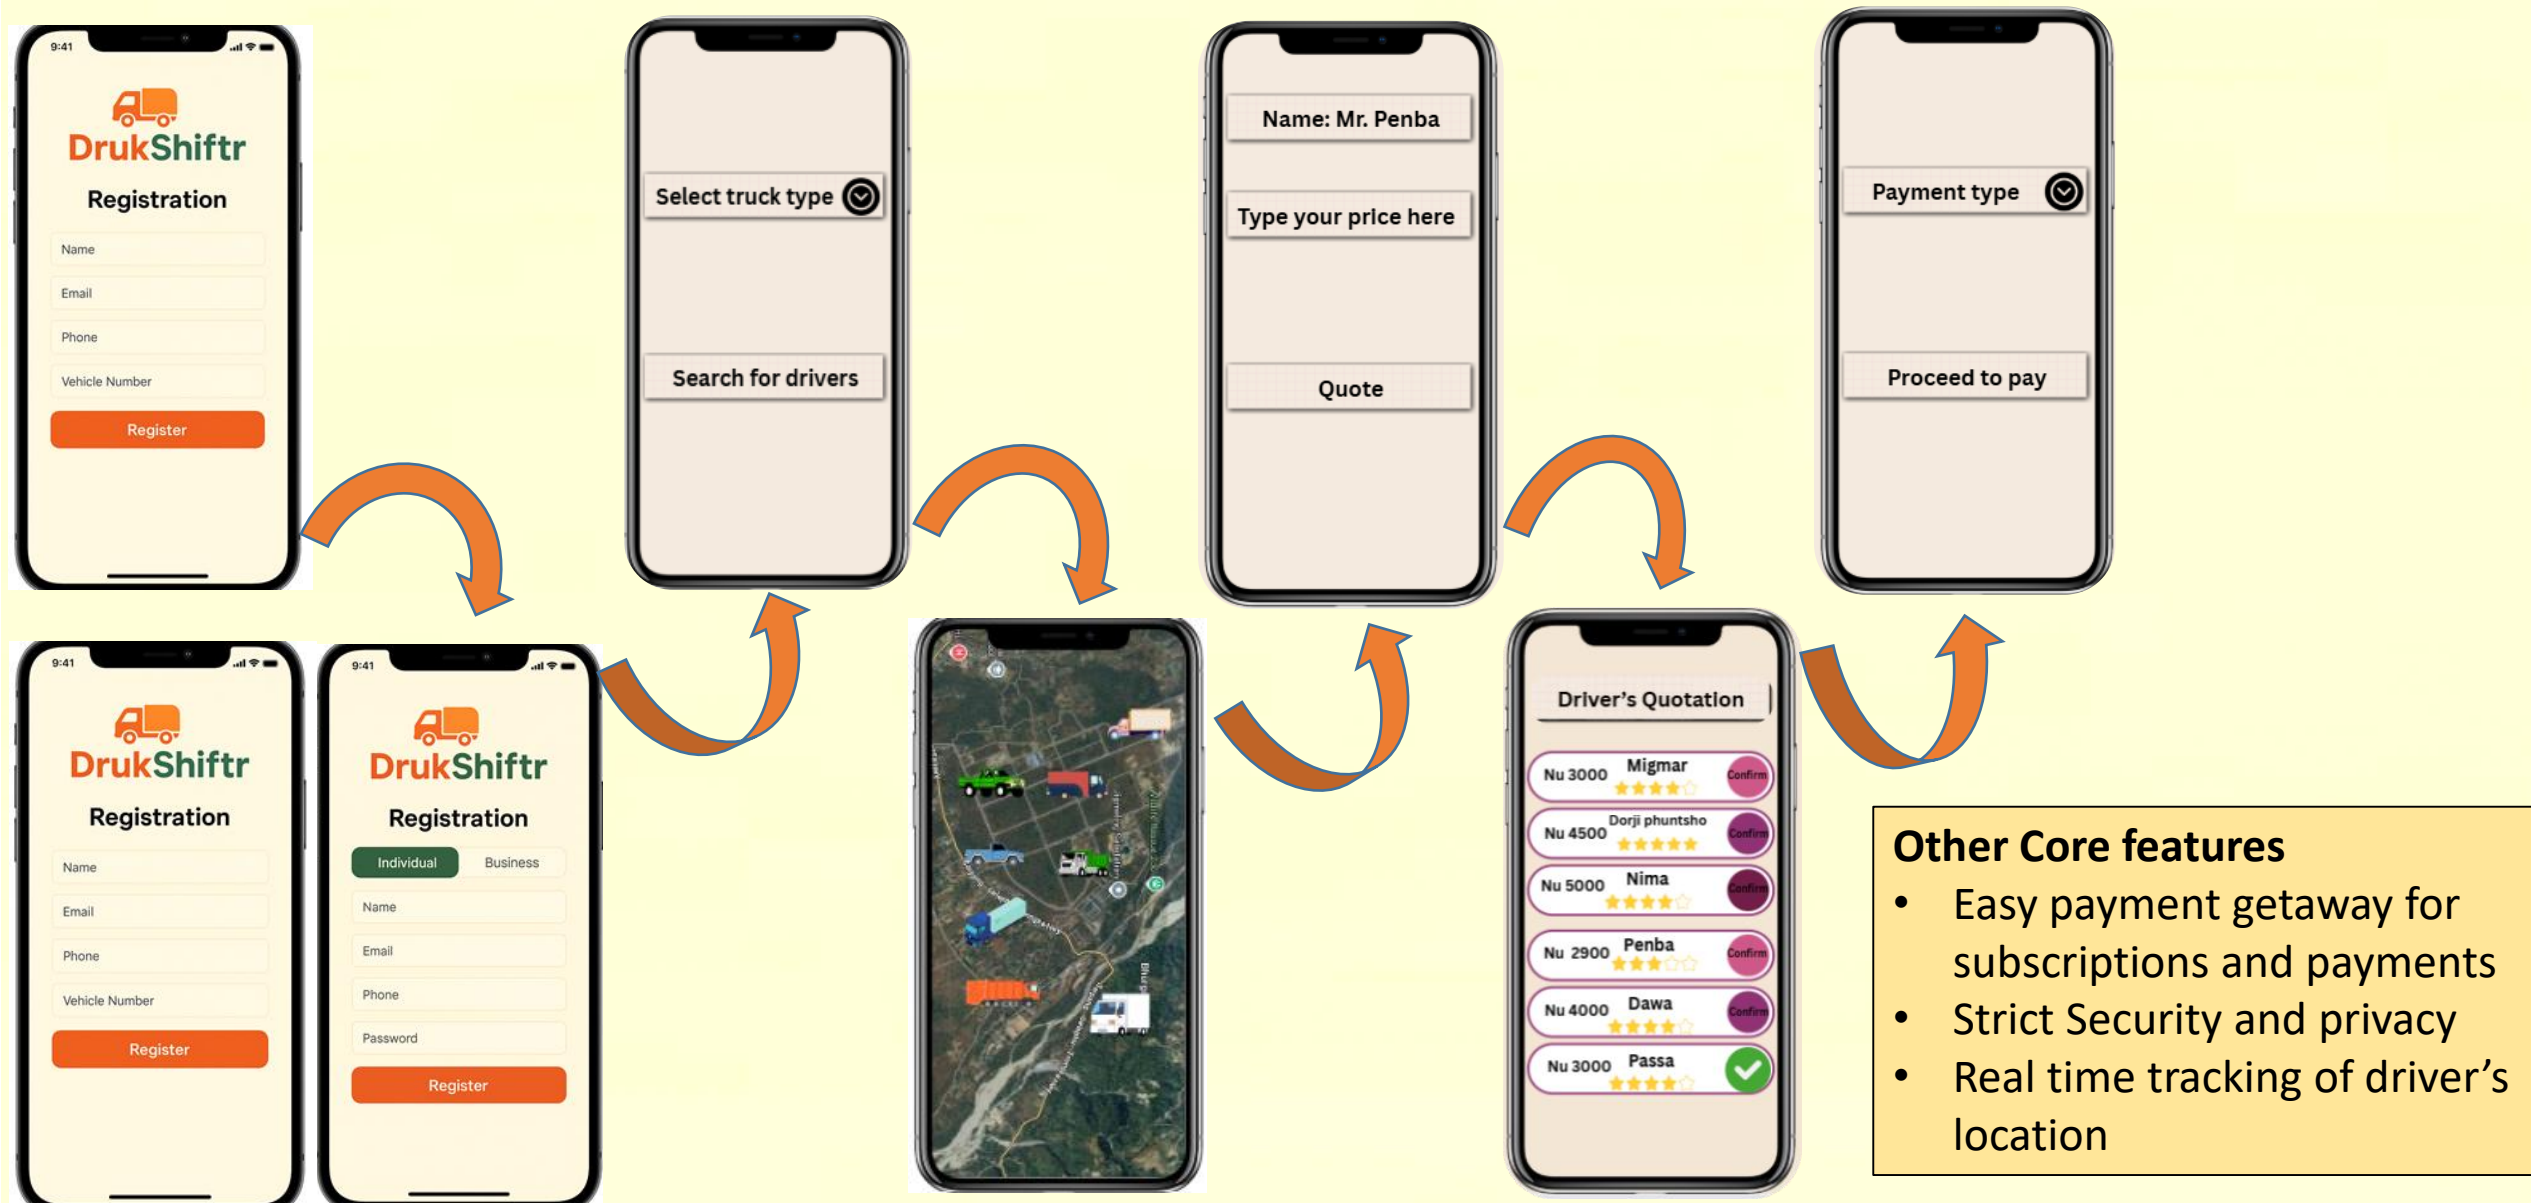 9:41
DrukShiftr
Registration
Name
Email
Phone
Vehicle Number
Register
Select truck type
Search for drivers
Name: Mr. Penba
Type your price here
Quote
Payment type
Proceed to pay
9:41
DrukShiftr
Registration
Name
Email
Phone
Vehicle Number
Register
9:41
DrukShiftr
Registration
Individual Business
Name
Email
Phone
Password
Register
Driver's Quotation
Nu 3000 Migmar Confirm
Nu 4500 Dorji phuntsho Confirm
Nu 5000 Nima Confirm
Nu 2900 Penba Confirm
Nu 4000 Dawa Confirm
Nu 3000 Passa
Other Core features
• Easy payment getaway for
subscriptions and payments
• Strict Security and privacy
• Real time tracking of driver's
location